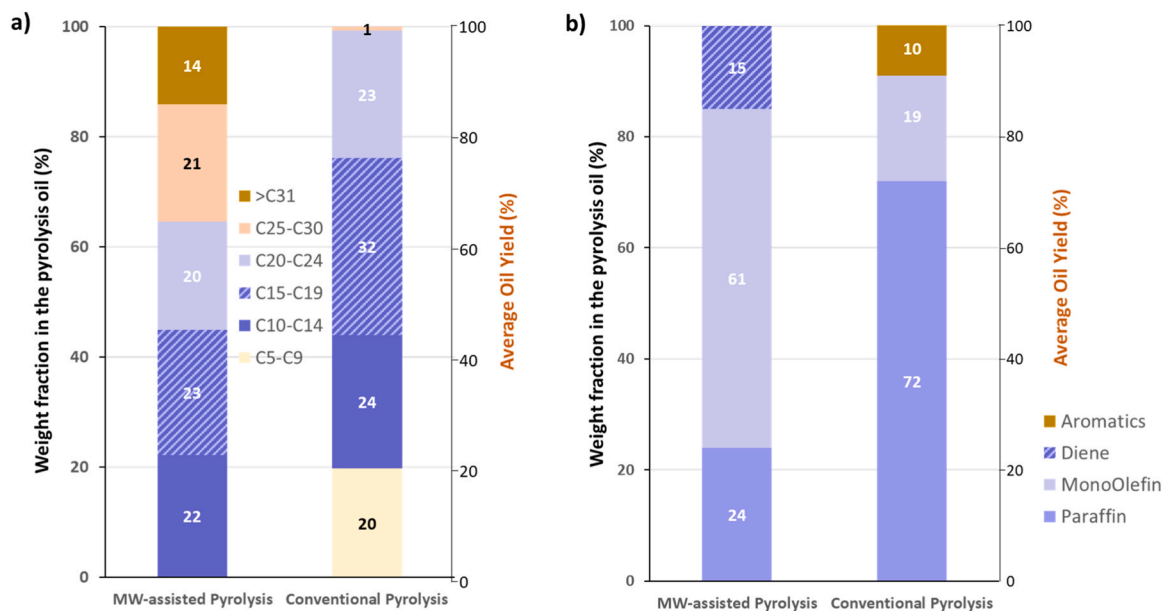 a)
Weight fraction in the pyrolysis oil (%)
100
80
60
40
20
0
14
21
20
23
22
1
23
32
24
20
>C31
C25-C30
C20-C24
C15-C19
C10-C14
C5-C9
100
80
60
40
20
0
Average Oil Yield (%)
MW-assisted Pyrolysis Conventional Pyrolysis
b)
Weight fraction in the pyrolysis oil (%)
100
80
60
40
20
0
15
61
24
10
19
72
100
80
60
40
20
0
Average Oil Yield (%)
Aromatics
Diene
MonoOlefin
Paraffin
MW-assisted Pyrolysis Conventional Pyrolysis